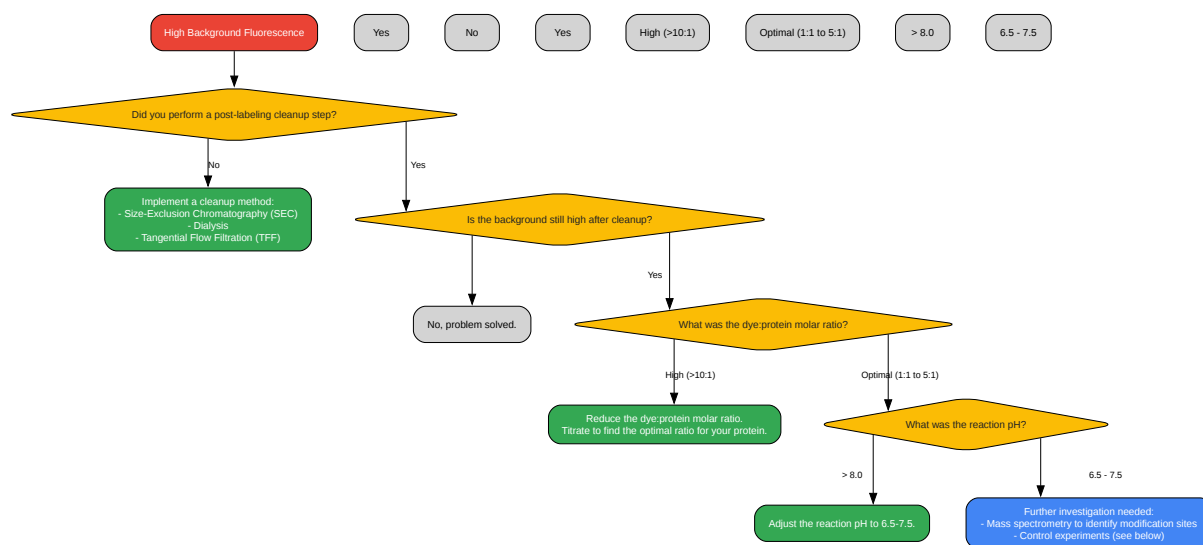 High Background Fluorescence
Yes
No
Yes
High (>10:1)
Optimal (1:1 to 5:1)
> 8.0
6.5 - 7.5
Did you perform a post-labeling cleanup step?
No
Yes
Implement a cleanup method:
- Size-Exclusion Chromatography (SEC)
- Dialysis
- Tangential Flow Filtration (TFF)
Is the background still high after cleanup?
Yes
No, problem solved.
What was the dye:protein molar ratio?
High (>10:1)
Optimal (1:1 to 5:1)
Reduce the dye:protein molar ratio.
Titrate to find the optimal ratio for your protein.
What was the reaction pH?
> 8.0
6.5 - 7.5
Adjust the reaction pH to 6.5-7.5.
Further investigation needed:
- Mass spectrometry to identify modification sites
- Control experiments (see below)